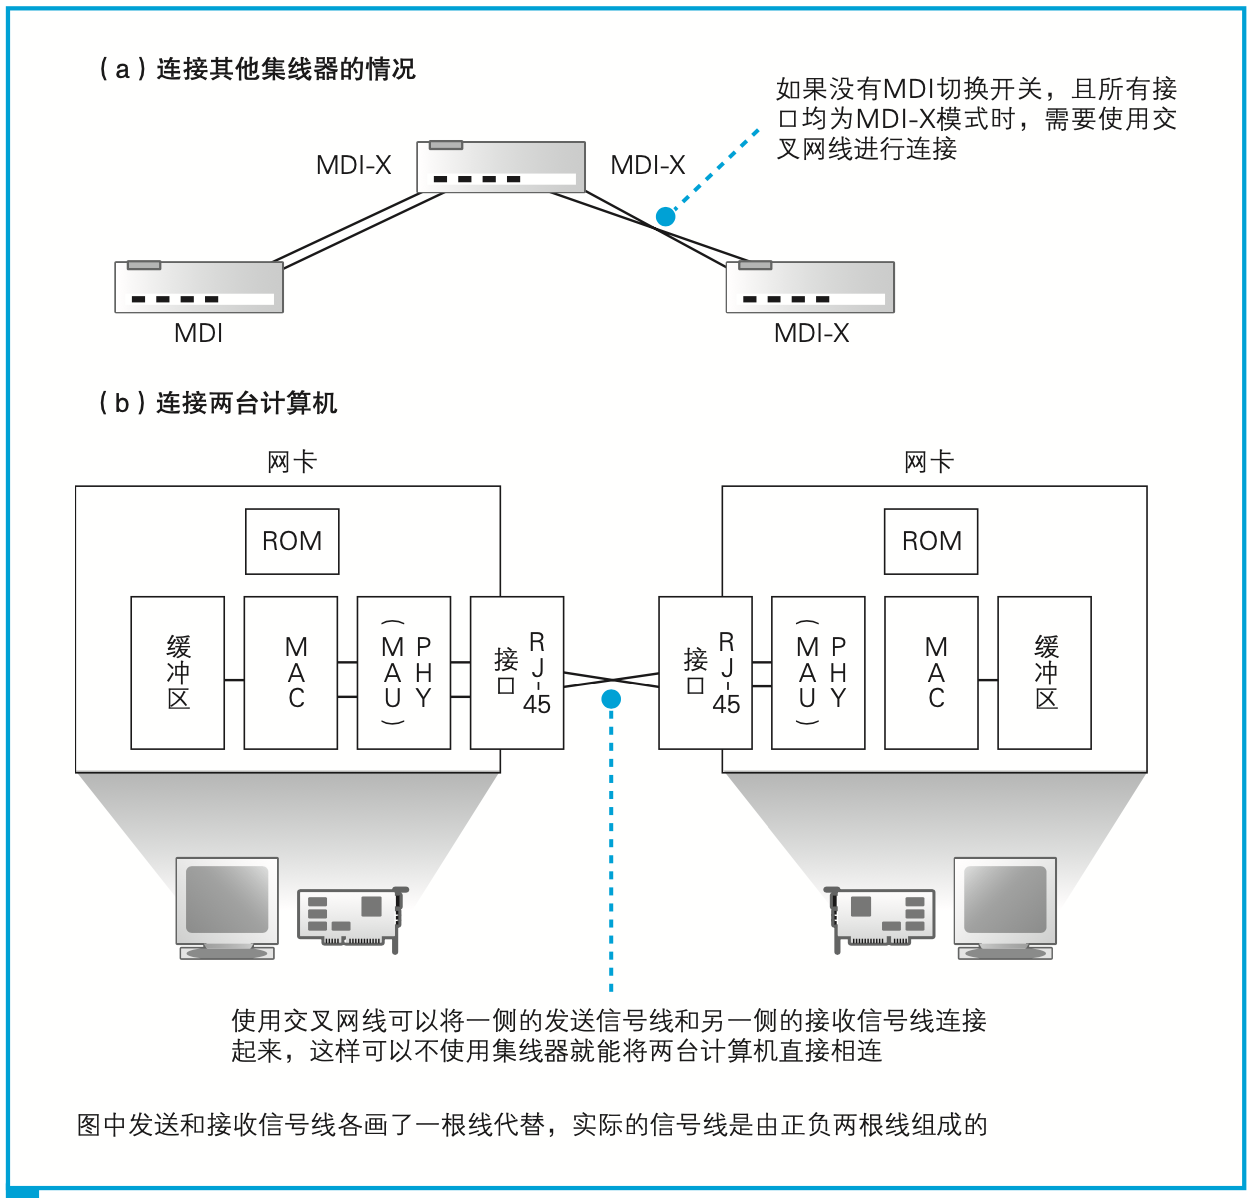 （a）连接其他集线器的情况
如果没有MDI切换开关，且所有接
口均为MDI-X模式时，需要使用交
叉网线进行连接
MDI-X
MDI-X
MDI
MDI-X
（b）连接两台计算机
网卡
网卡
ROM
ROM
缓冲区
MAC
PHY
（MAU）
RJ-45
接口
RJ-45
接口
PHY
（MAU）
MAC
缓冲区
使用交叉网线可以将一侧的发送信号线和另一侧的接收信号线连接
起来，这样可以不使用集线器就能将两台计算机直接相连
图中发送和接收信号线各画了一根线代替，实际的信号线是由正负两根线组成的